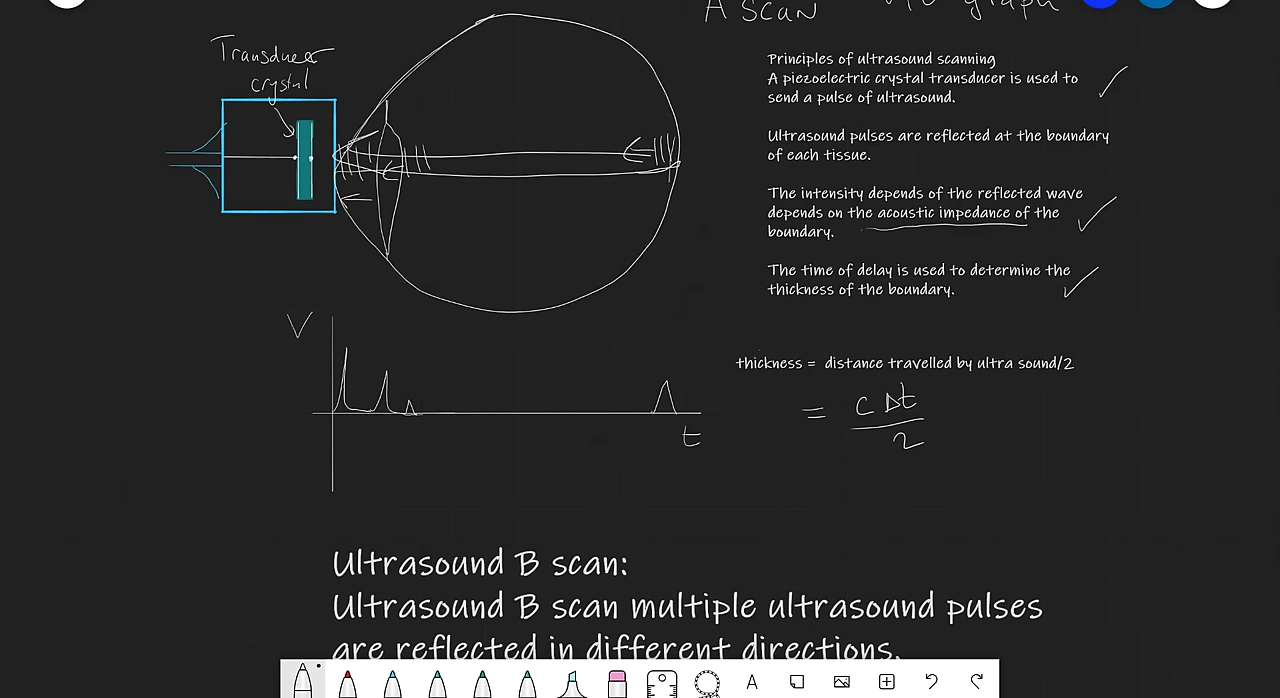 A scan V/t graph
Transducer
crystal
Principles of ultrasound scanning
A piezoelectric crystal transducer is used to
send a pulse of ultrasound.
Ultrasound pulses are reflected at the boundary
of each tissue.
The intensity depends of the reflected wave
depends on the acoustic impedance of the
boundary.
The time of delay is used to determine the
thickness of the boundary.
V
t
thickness = distance travelled by ultra sound/2
= c Δt
2
Ultrasound B scan:
Ultrasound B scan multiple ultrasound pulses
are reflected in different directions.
A